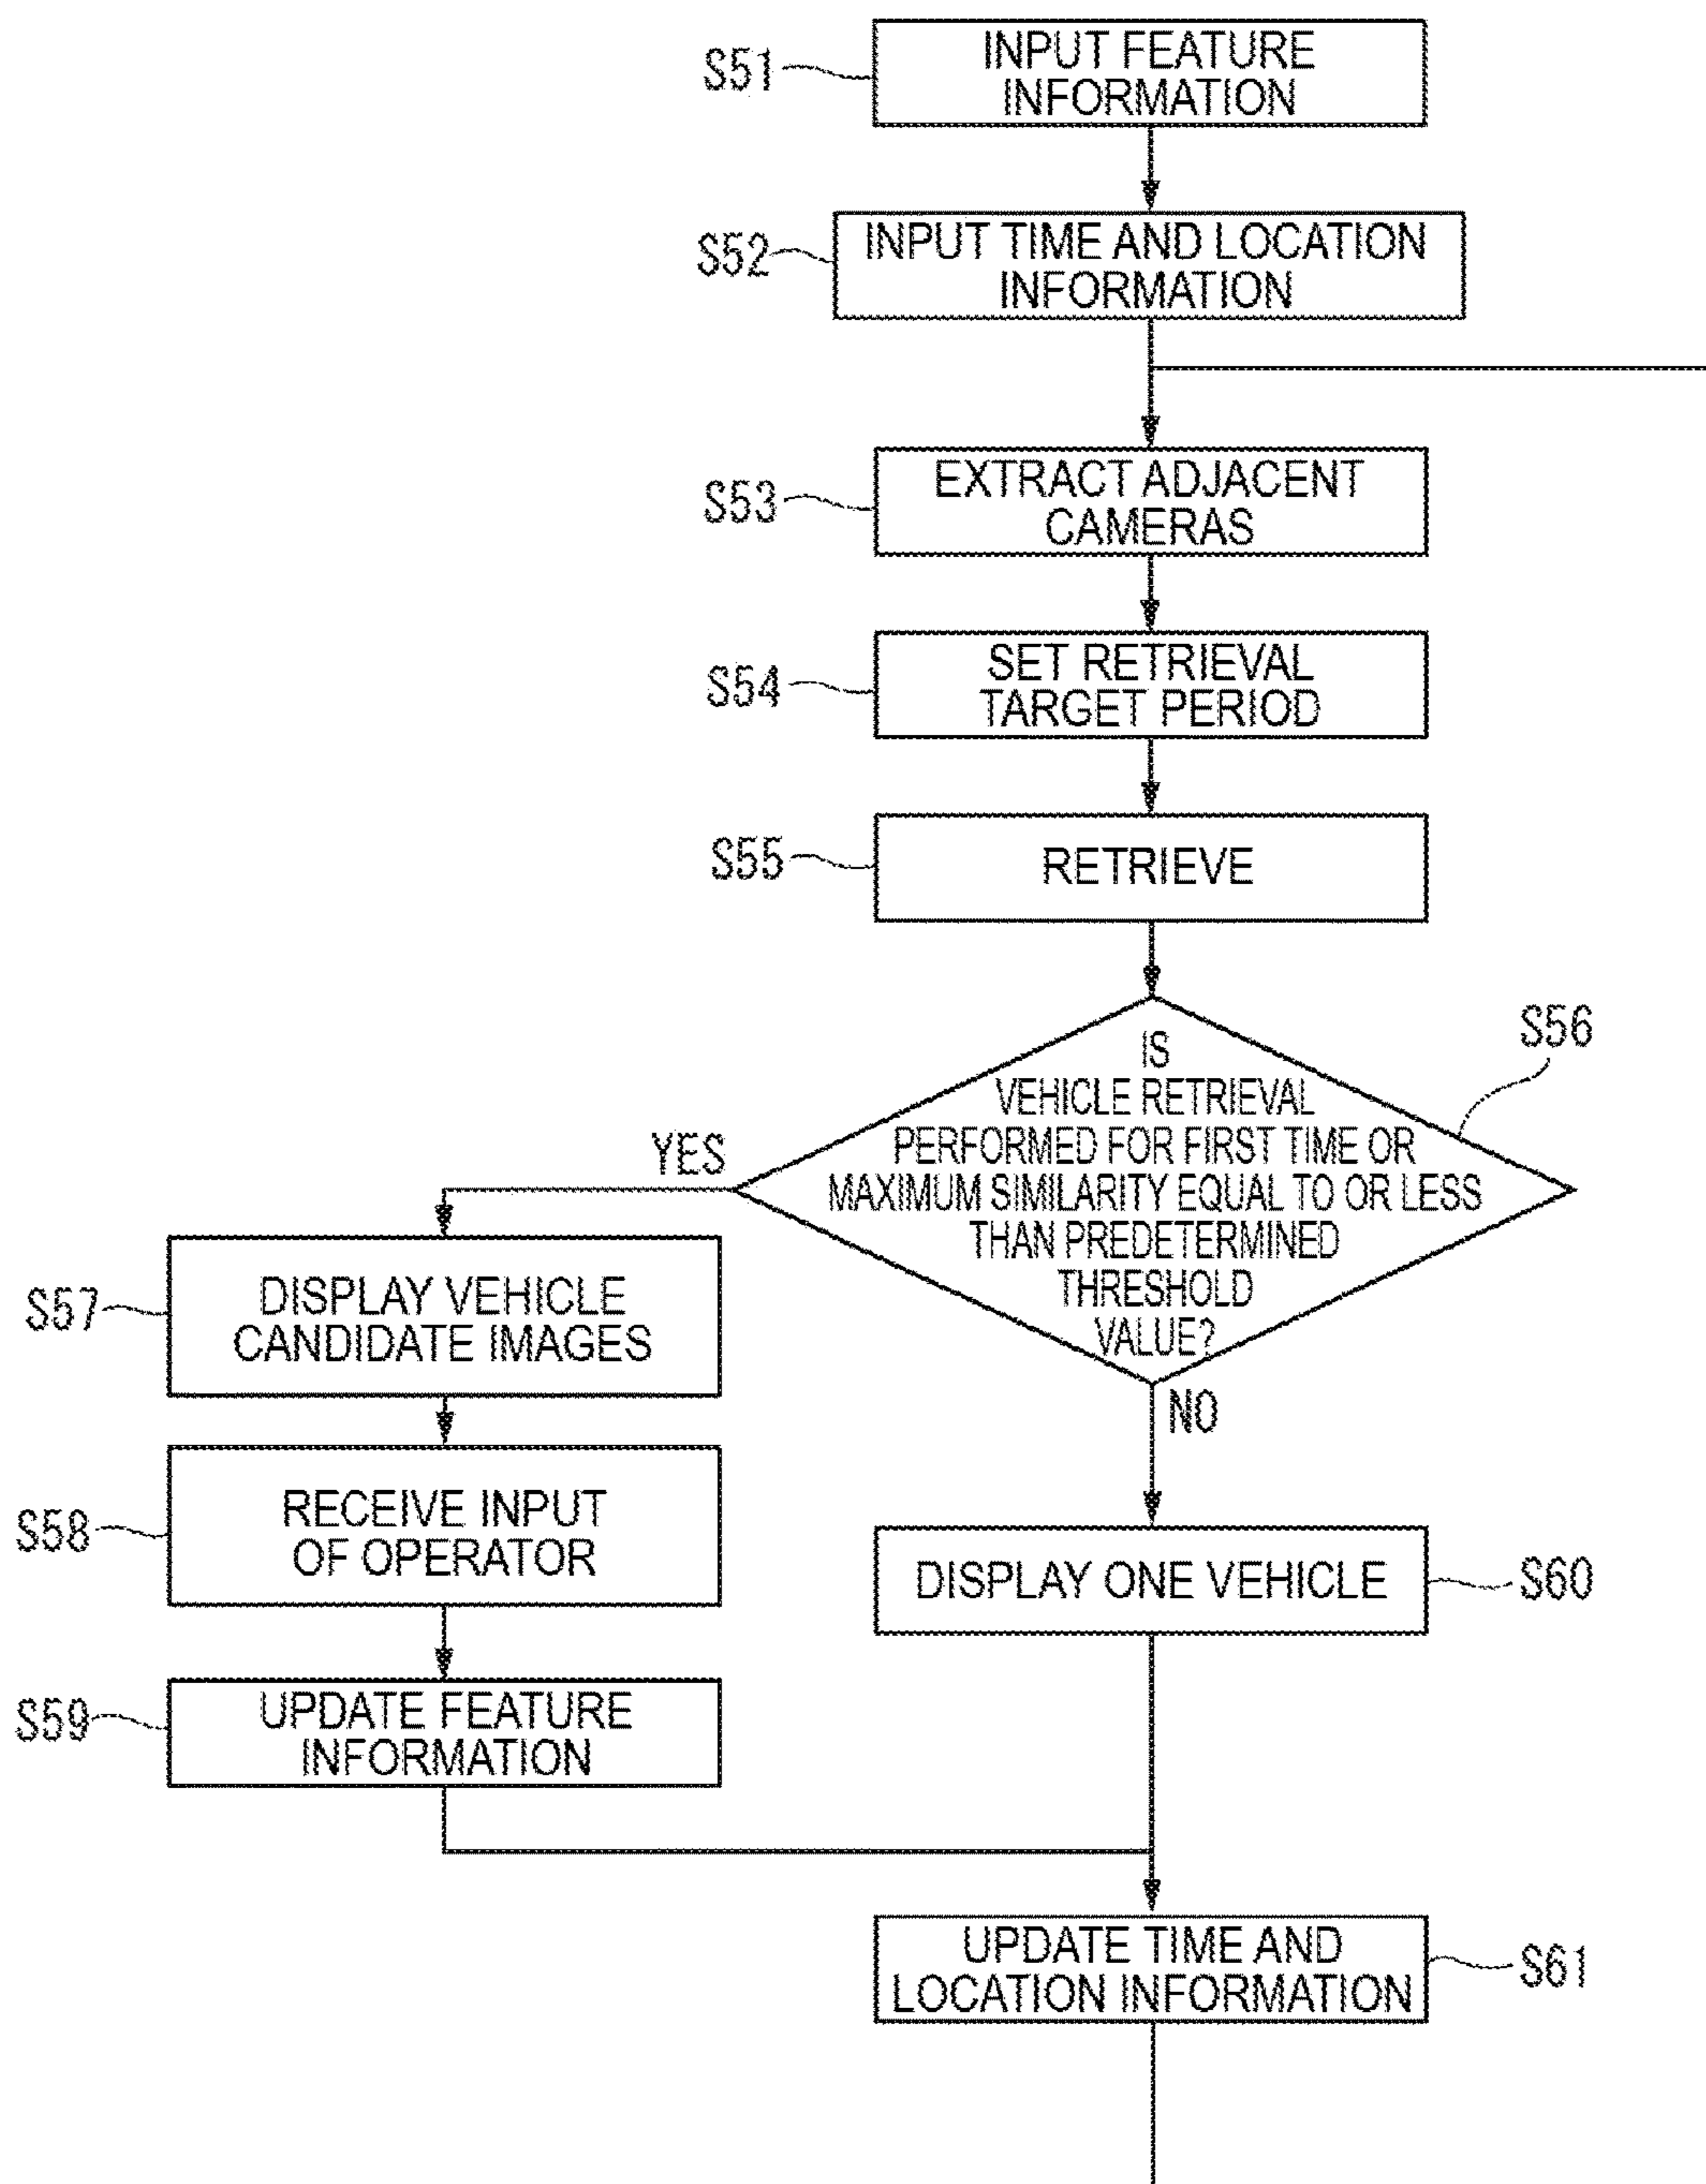 S51
INPUT FEATURE
INFORMATION
S52
INPUT TIME AND LOCATION
INFORMATION
S53
EXTRACT ADJACENT
CAMERAS
S54
SET RETRIEVAL
TARGET PERIOD
S55
RETRIEVE
S56
IS
VEHICLE RETRIEVAL
PERFORMED FOR FIRST TIME OR
MAXIMUM SIMILARITY EQUAL TO OR LESS
THAN PREDETERMINED
THRESHOLD
VALUE?
YES
S57
DISPLAY VEHICLE
CANDIDATE IMAGES
NO
S58
RECEIVE INPUT
OF OPERATOR
DISPLAY ONE VEHICLE
S60
S59
UPDATE FEATURE
INFORMATION
UPDATE TIME AND
LOCATION INFORMATION
S61